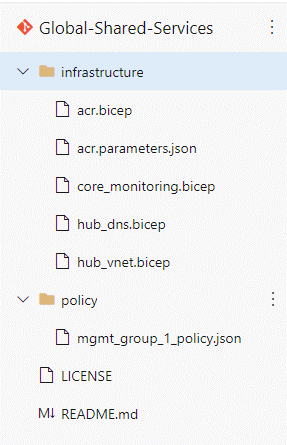 Global-Shared-Services
infrastructure
acr.bicep
acr.parameters.json
core_monitoring.bicep
hub_dns.bicep
hub_vnet.bicep
policy
mgmt_group_1_policy.json
LICENSE
M↓ README.md